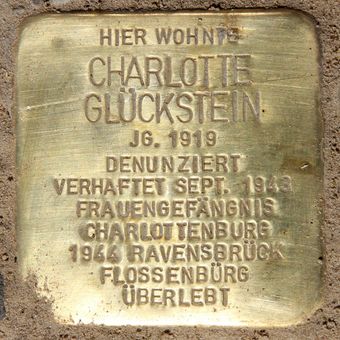 HIER WOHNTE
CHARLOTTE
GLÜCKSTEIN
JG. 1919
DENUNZIERT
VERHAFTET SEPT. 1943
FRAUENGEFÄNGNIS
CHARLOTTENBURG
1944 RAVENSBRÜCK
FLOSSENBÜRG
ÜBERLEBT